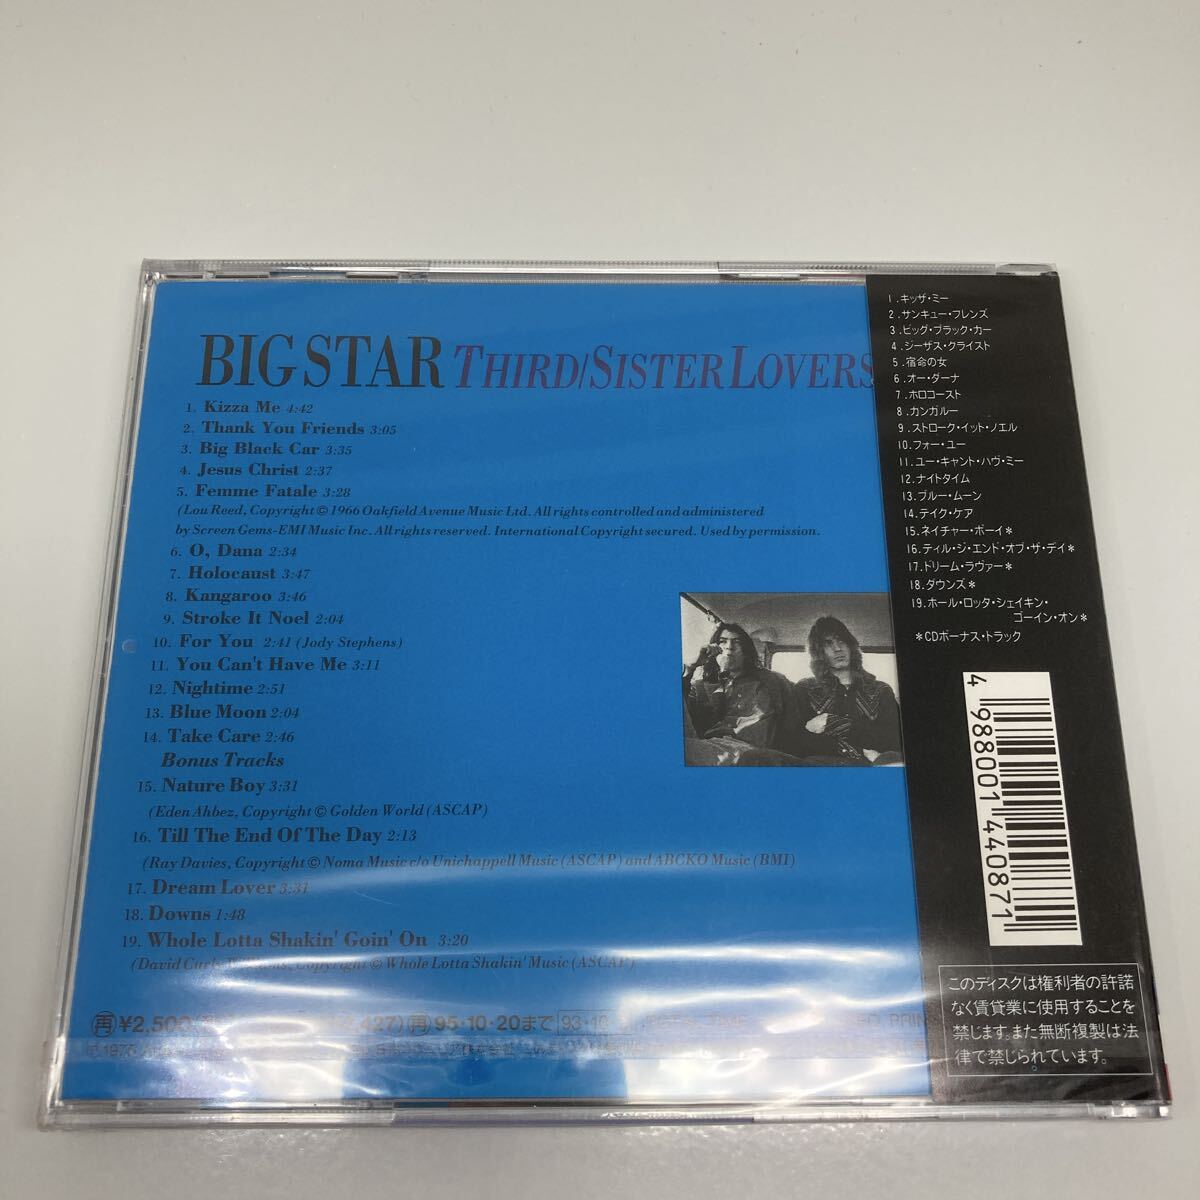 BIG STAR THIRD/SISTER LOVERS
1. Kizza Me 4:42
2. Thank You Friends 3:05
3. Big Black Car 3:35
4. Jesus Christ 2:37
5. Femme Fatale 3:28
(Lou Reed, Copyright © 1966 Oakfield Avenue Music Ltd. All rights controlled and administered
by Screen Gems-EMI Music Inc. All rights reserved. International Copyright secured. Used by permission.
6. O, Dana 2:34
7. Holocaust 3:47
8. Kangaroo 3:46
9. Stroke It Noel 2:04
10. For You 2:41 (Jody Stephens)
11. You Can't Have Me 3:11
12. Nightime 2:51
13. Blue Moon 2:04
14. Take Care 2:46
Bonus Tracks
15. Nature Boy 3:31
(Eden Ahbez, Copyright © Golden World (ASCAP)
16. Till The End Of The Day 2:13
(Ray Davies, Copyright © Noma Music c/o Unichappell Music (ASCAP) and ABCKO Music (BMI)
17. Dream Lover 3:31
18. Downs 1:48
19. Whole Lotta Shakin' Goin' On 3:20
(David Curly Williams, Copyright © Whole Lotta Shakin' Music (ASCAP)
再 ¥2,500 2,427) 再 95・10・20まで 93・10
1.キッザ・ミー
2.サンキュー・フレンズ
3.ビッグ・ブラック・カー
4.ジーザス・クライスト
5.宿命の女
6.オー・ダーナ
7.ホロコースト
8.カンガルー
9.ストローク・イット・ノエル
10.フォー・ユー
11.ユー・キャント・ハヴ・ミー
12.ナイトタイム
13.ブルー・ムーン
14.テイク・ケア
15.ネイチャー・ボーイ*
16.ティル・ジ・エンド・オブ・ザ・デイ*
17.ドリーム・ラヴァー*
18.ダウンズ*
19.ホール・ロッタ・シェイキン・
ゴーイン・オン*
*CDボーナス・トラック
4 988001 440871
このディスクは権利者の許諾
なく賃貸業に使用することを
禁じます。また無断複製は法
律で禁じられています。